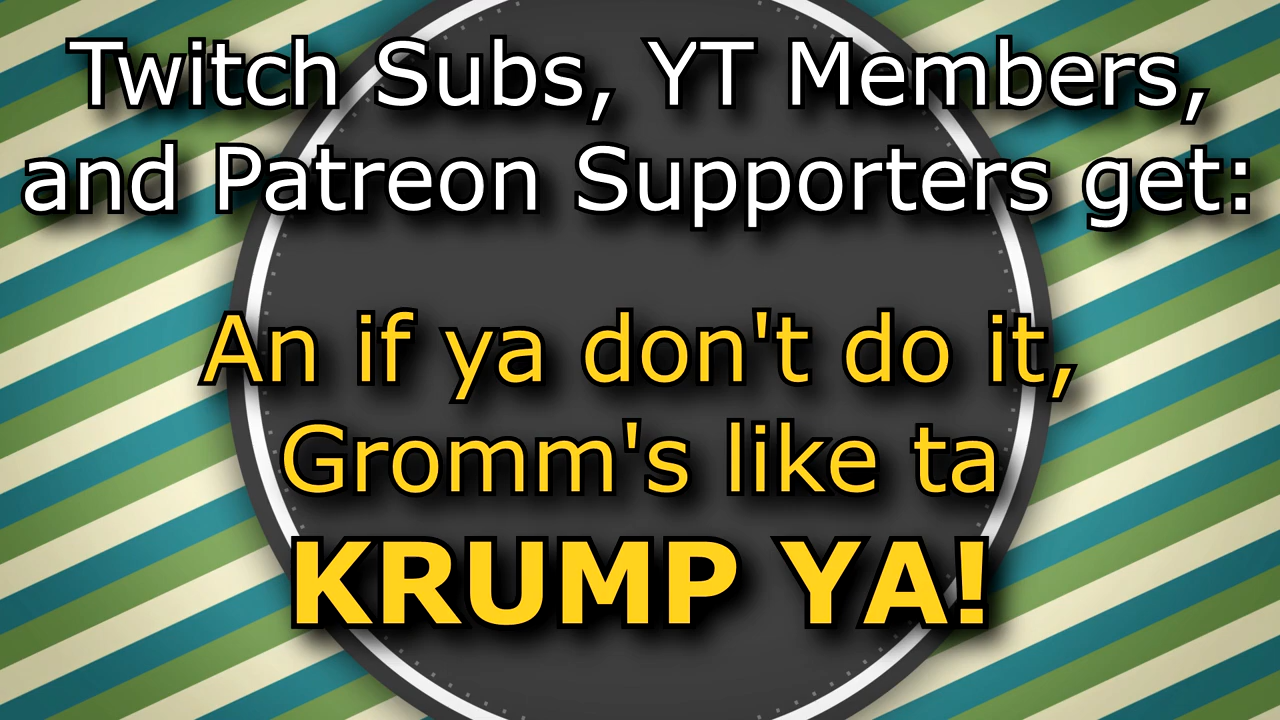 Twitch Subs, YT Members,
and Patreon Supporters get:
An if ya don't do it,
Gromm's like ta
KRUMP YA!